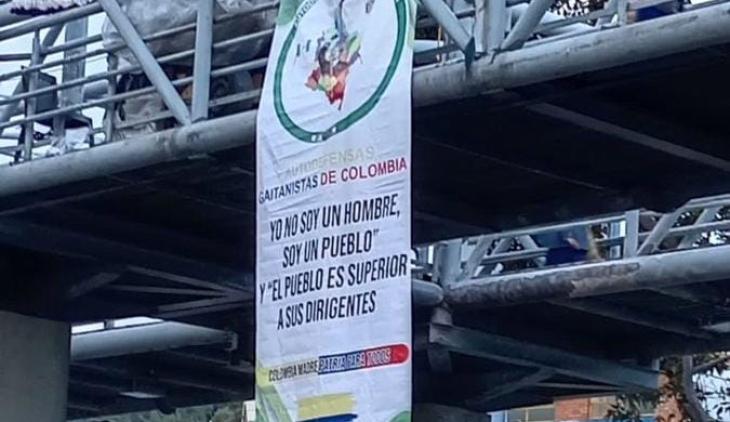 AUTODEFENSAS
GAITANISTAS DE COLOMBIA
YO NO SOY UN HOMBRE,
SOY UN PUEBLO"
Y "EL PUEBLO ES SUPERIOR
A SUS DIRIGENTES
COLOMBIA MADRE PATRIA PARA TODOS